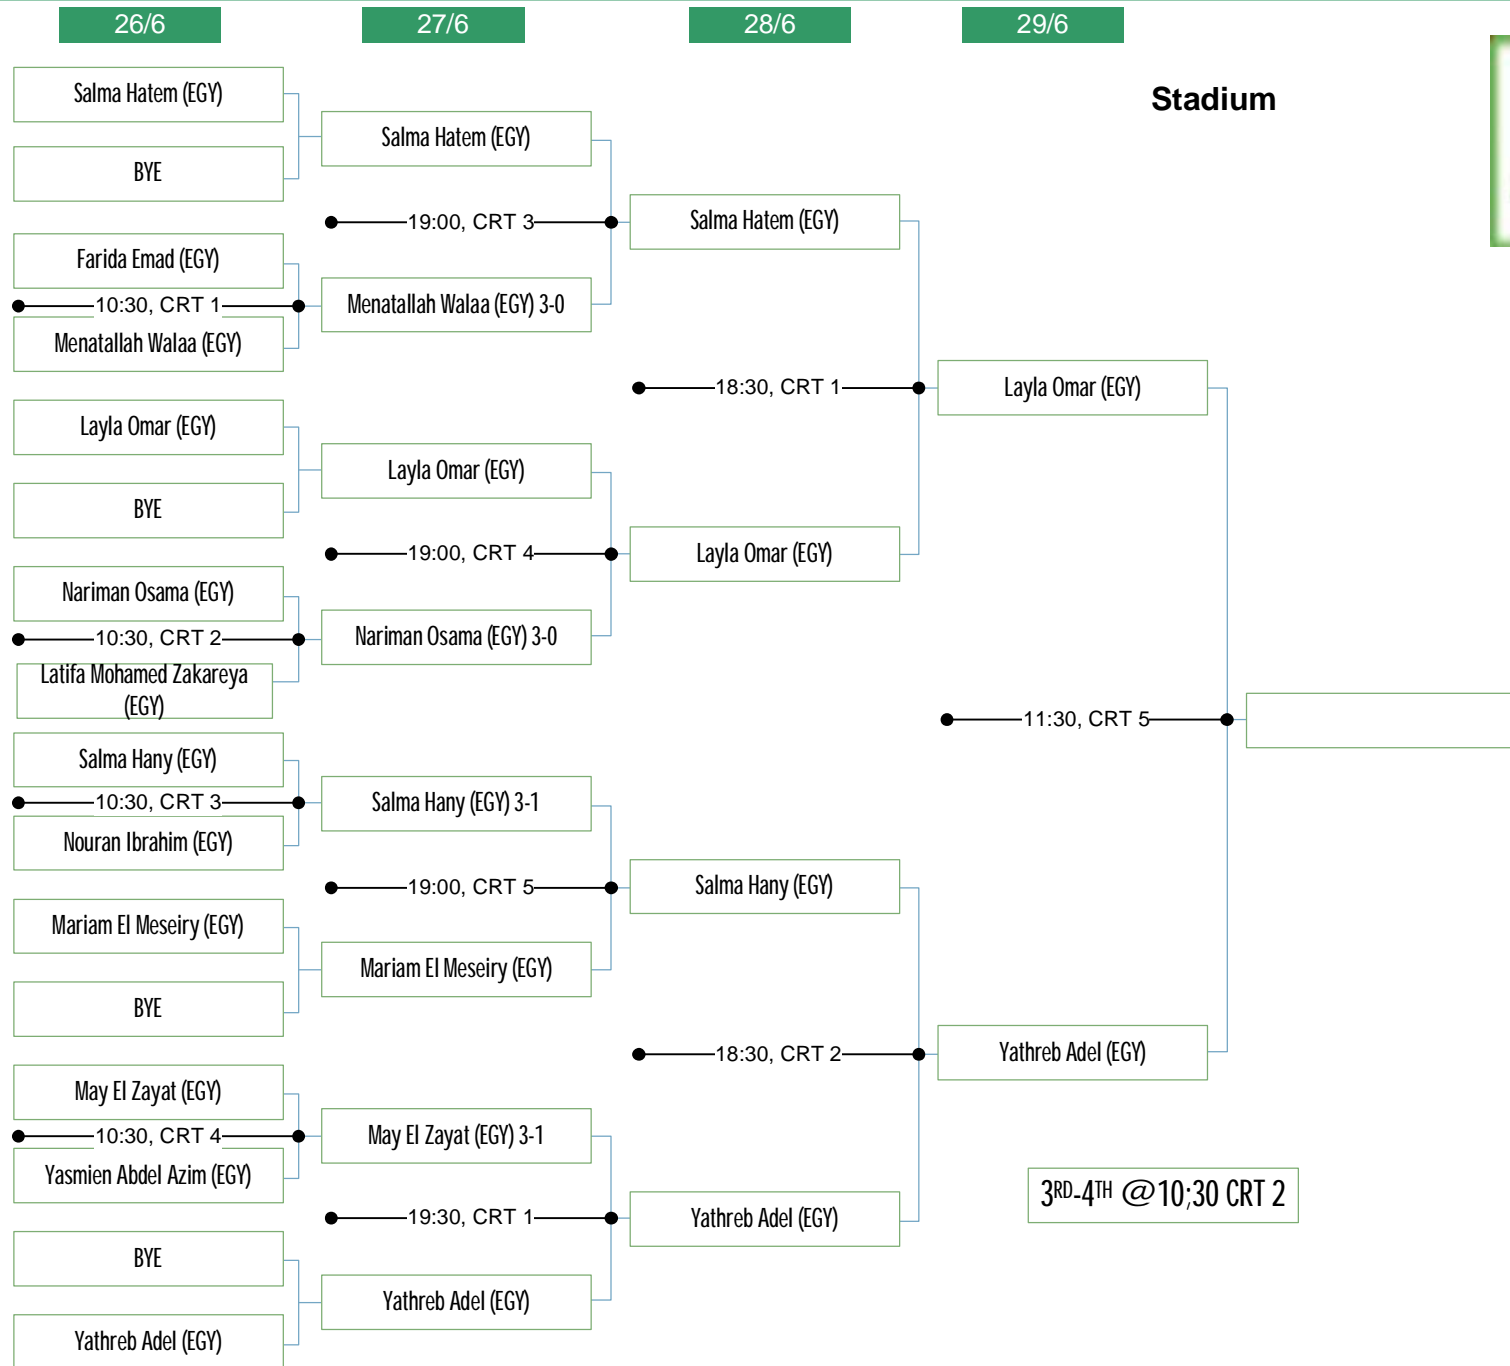 26/6
27/6
28/6
29/6
Stadium
Salma Hatem (EGY)
BYE
Farida Emad (EGY)
10:30, CRT 1
Menatallah Walaa (EGY)
Layla Omar (EGY)
BYE
Nariman Osama (EGY)
10:30, CRT 2
Latifa Mohamed Zakareya
(EGY)
Salma Hany (EGY)
10:30, CRT 3
Nouran Ibrahim (EGY)
Mariam El Meseiry (EGY)
BYE
May El Zayat (EGY)
10:30, CRT 4
Yasmien Abdel Azim (EGY)
BYE
Yathreb Adel (EGY)
Salma Hatem (EGY)
19:00, CRT 3
Menatallah Walaa (EGY) 3-0
Layla Omar (EGY)
19:00, CRT 4
Nariman Osama (EGY) 3-0
Salma Hany (EGY) 3-1
19:00, CRT 5
Mariam El Meseiry (EGY)
May El Zayat (EGY) 3-1
19:30, CRT 1
Yathreb Adel (EGY)
Salma Hatem (EGY)
18:30, CRT 1
Layla Omar (EGY)
Salma Hany (EGY)
18:30, CRT 2
Yathreb Adel (EGY)
Layla Omar (EGY)
11:30, CRT 5
Yathreb Adel (EGY)
3RD-4TH @10;30 CRT 2